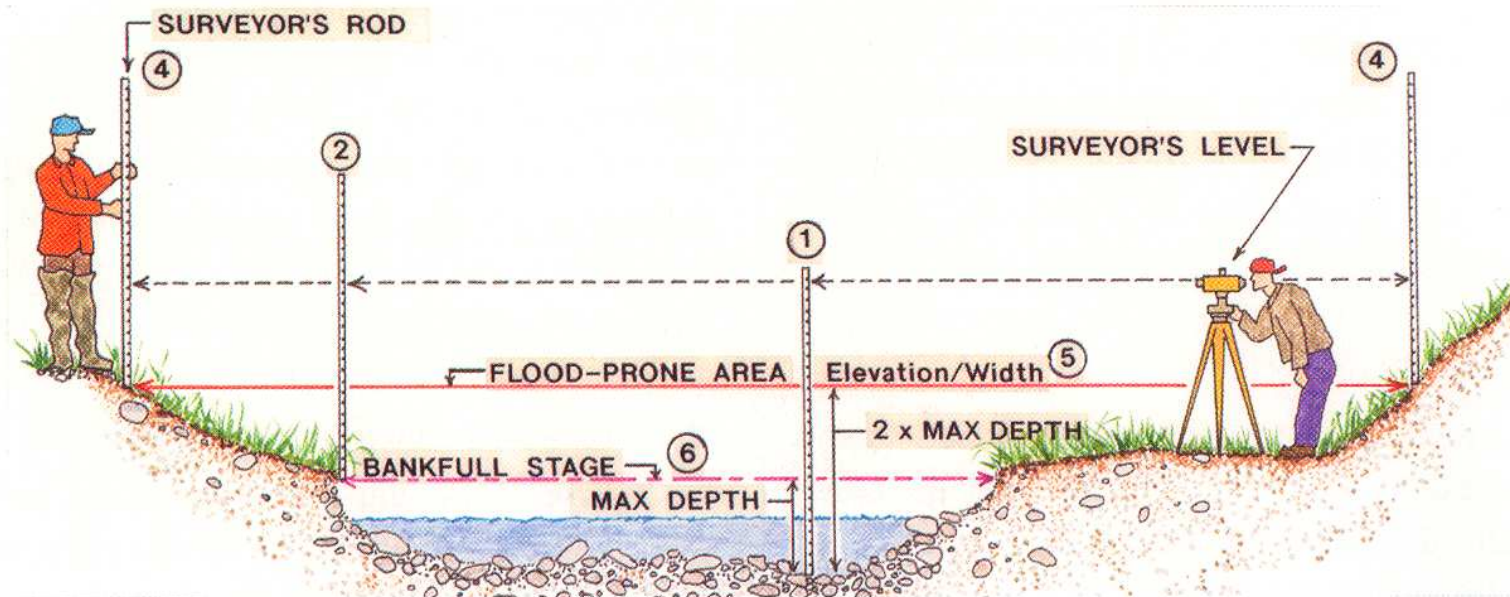 SURVEYOR'S ROD
4
4
2
SURVEYOR'S LEVEL
1
FLOOD-PRONE AREA Elevation/Width 5
2 x MAX DEPTH
BANKFULL STAGE 6
MAX DEPTH